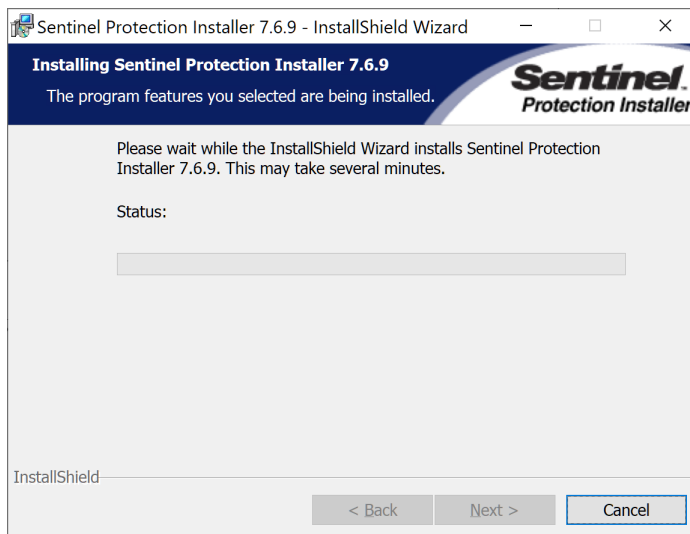 Sentinel Protection Installer 7.6.9 - InstallShield Wizard
Installing Sentinel Protection Installer 7.6.9
The program features you selected are being installed.
Sentinel
Protection Installer
Please wait while the InstallShield Wizard installs Sentinel Protection
Installer 7.6.9. This may take several minutes.
Status:
InstallShield
< Back Next > Cancel